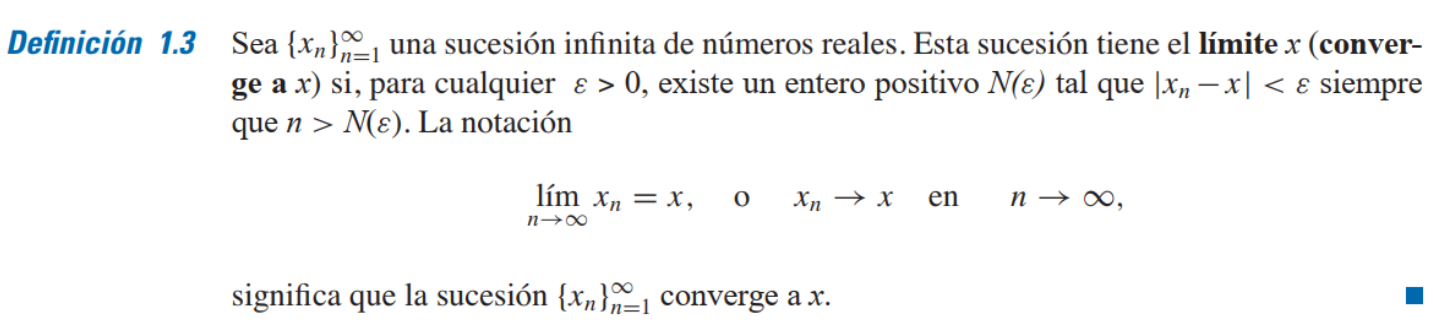 Definición 1.3 Sea {xₙ}∞ₙ₌₁ una sucesión infinita de números reales. Esta sucesión tiene el límite x (conver-
ge a x) si, para cualquier ε > 0, existe un entero positivo N(ε) tal que |xₙ − x| < ε siempre
que n > N(ε). La notación
lím xₙ = x, o xₙ → x en n → ∞,
n→∞
significa que la sucesión {xₙ}∞ₙ₌₁ converge a x.